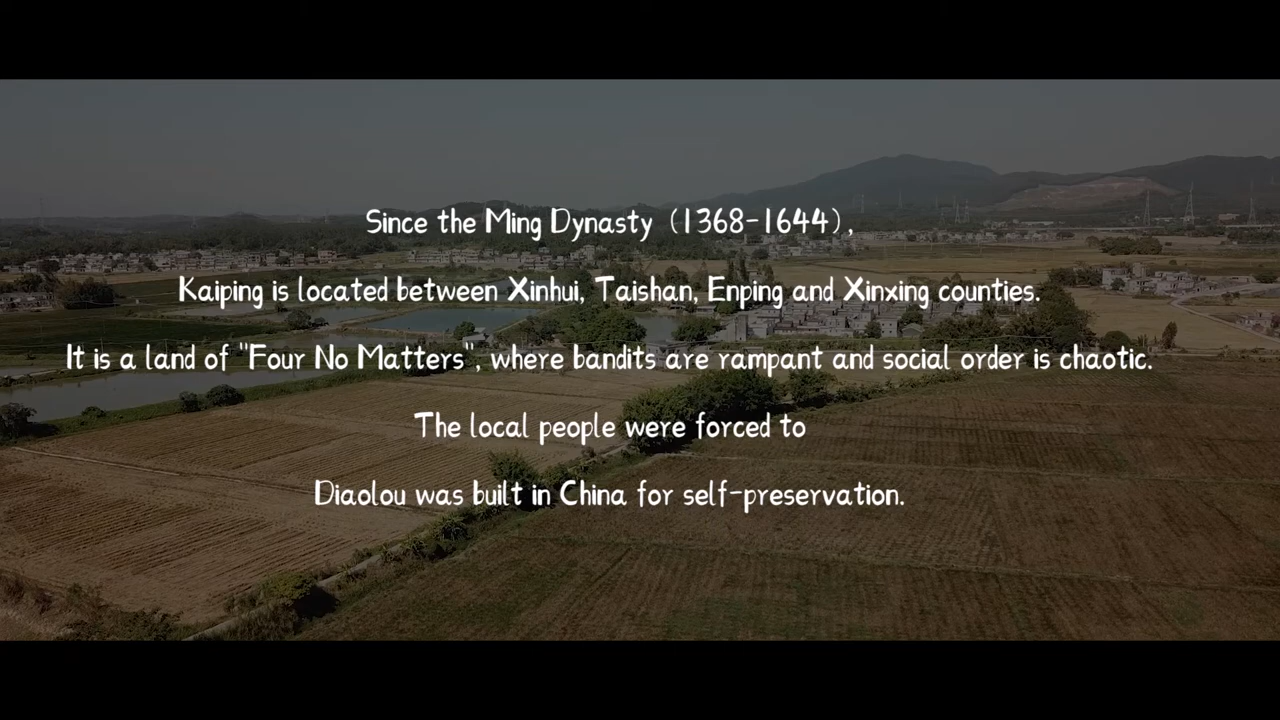 Since the Ming Dynasty (1368-1644),
Kaiping is located between Xinhui, Taishan, Enping and Xinxing counties.
It is a land of "Four No Matters", where bandits are rampant and social order is chaotic.
The local people were forced to
Diaolou was built in China for self-preservation.